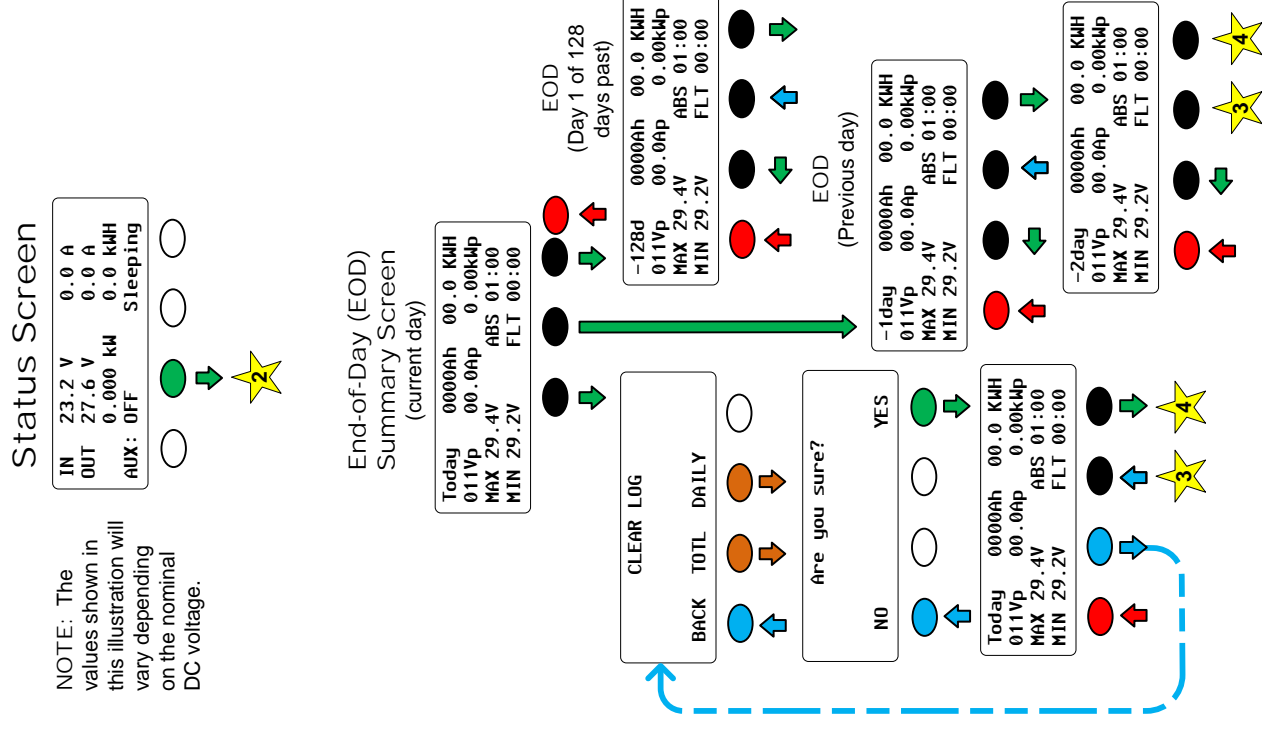 Status Screen
NOTE: The
values shown in
this illustration will
vary depending
on the nominal
DC voltage.
IN 23.2 V 0.0 A
OUT 27.6 V 0.0 A
0.000 kW 0.0 kWH
AUX: OFF Sleeping
2
End-of-Day (EOD)
Summary Screen
(current day)
Today 0000Ah 00.0 KWH
011Vp 00.0Ap 0.00kWp
MAX 29.4V ABS 01:00
MIN 29.2V FLT 00:00
CLEAR LOG
BACK TOTL DAILY
Are you sure?
NO YES
Today 0000Ah 00.0 KWH
011Vp 00.0Ap 0.00kWp
MAX 29.4V ABS 01:00
MIN 29.2V FLT 00:00
3
4
EOD
(Day 1 of 128
days past)
-128d 0000Ah 00.0 KWH
011Vp 00.0Ap 0.00kWp
MAX 29.4V ABS 01:00
MIN 29.2V FLT 00:00
EOD
(Previous day)
-1day 0000Ah 00.0 KWH
011Vp 00.0Ap 0.00kWp
MAX 29.4V ABS 01:00
MIN 29.2V FLT 00:00
-2day 0000Ah 00.0 KWH
011Vp 00.0Ap 0.00kWp
MAX 29.4V ABS 01:00
MIN 29.2V FLT 00:00
3
4